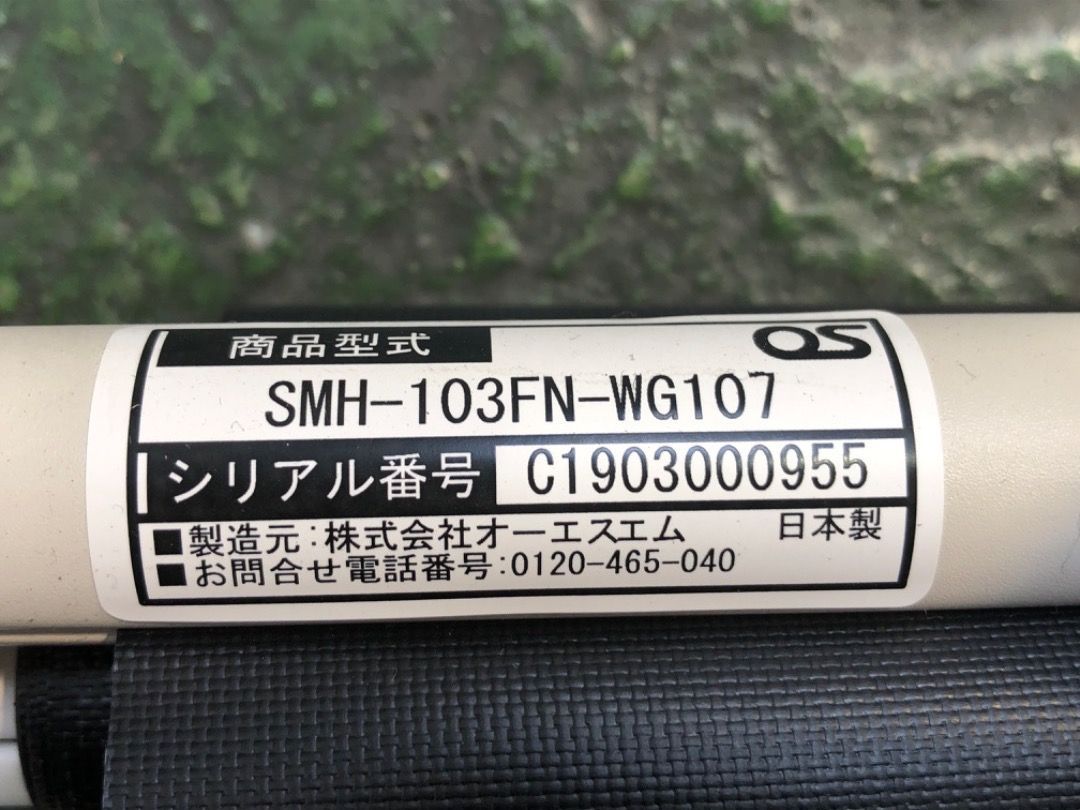 商品型式
OS
SMH-103FN-WG107
シリアル番号 C1903000955
■製造元:株式会社オーエスエム 日本製
■お問合せ電話番号:0120-465-040